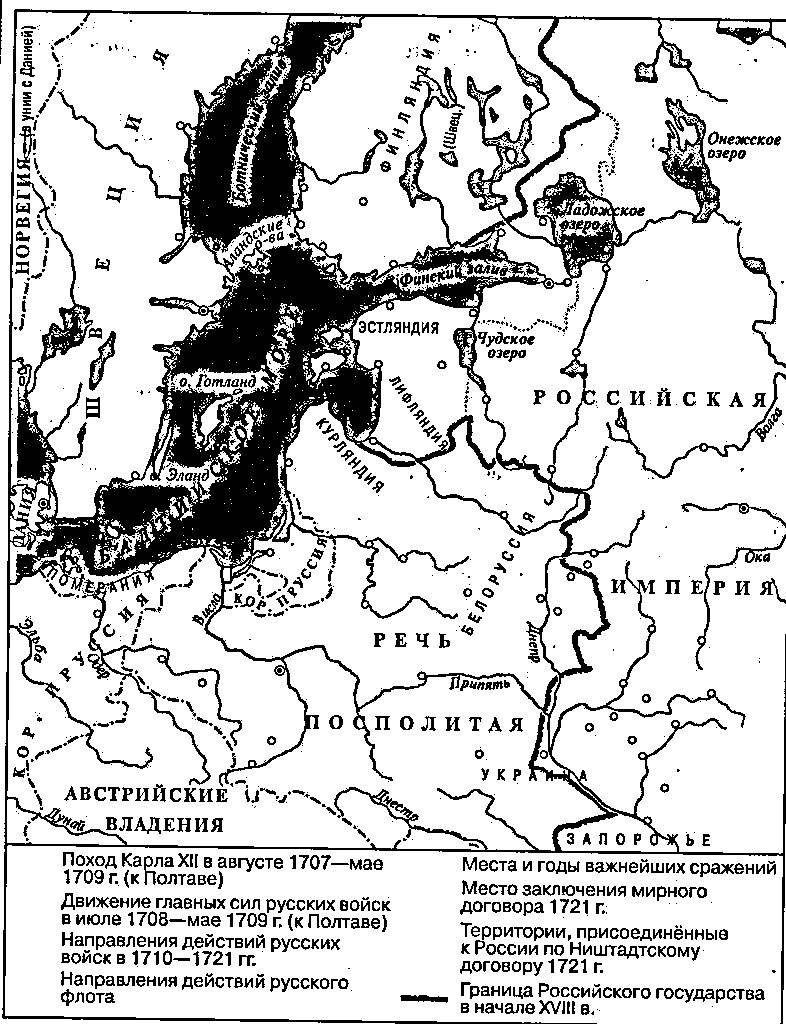 НОРВЕГИЯ—(в унии с Данией)
ШВЕЦИЯ
Ботнический залив
ФИНЛЯНДИЯ
(Швец.)
Онежское
озеро
Ладожское
озеро
Аландские
о-ва
Финский залив
ЭСТЛЯНДИЯ
Чудское
озеро
о. Готланд
ЛИФЛЯНДИЯ
РОССИЙСКАЯ
Волга
КУРЛЯНДИЯ
Эланд
БАЛТИЙСКОЕ МОРЕ
ДАНИЯ
ПОМЕРАНИЯ
КОР. ПРУССИЯ
Висла
БЕЛОРУССИЯ
ИМПЕРИЯ
Ока
Эльба
Одер
КОР. ПРУССИЯ
РЕЧЬ
Днепр
Припять
ПОСПОЛИТАЯ
УКРАИНА
АВСТРИЙСКИЕ
ВЛАДЕНИЯ
Дунай
Днестр
ЗАПОРОЖЬЕ
Поход Карла XII в августе 1707—мае
1709 г. (к Полтаве)
Движение главных сил русских войск
в июле 1708—мае 1709 г. (к Полтаве)
Направления действий русских
войск в 1710—1721 гг.
Направления действий русского
флота
Места и годы важнейших сражений
Место заключения мирного
договора 1721 г.
Территории, присоединённые
к России по Ништадтскому
договору 1721 г.
Граница Российского государства
в начале XVIII в.